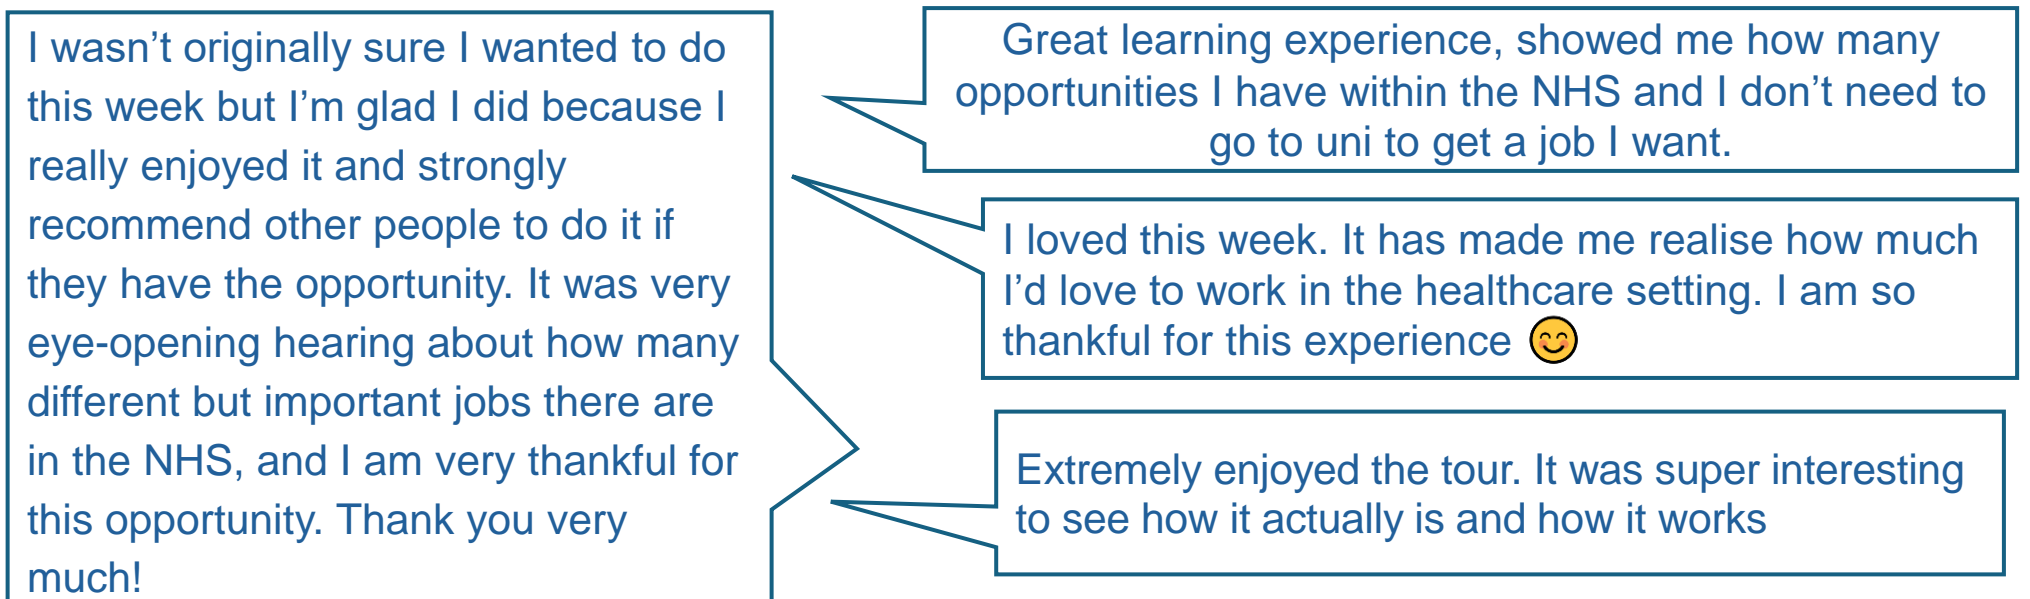 I wasn’t originally sure I wanted to do
this week but I’m glad I did because I
really enjoyed it and strongly
recommend other people to do it if
they have the opportunity. It was very
eye-opening hearing about how many
different but important jobs there are
in the NHS, and I am very thankful for
this opportunity. Thank you very
much!
Great learning experience, showed me how many
opportunities I have within the NHS and I don’t need to
go to uni to get a job I want.
I loved this week. It has made me realise how much
I’d love to work in the healthcare setting. I am so
thankful for this experience 😊
Extremely enjoyed the tour. It was super interesting
to see how it actually is and how it works